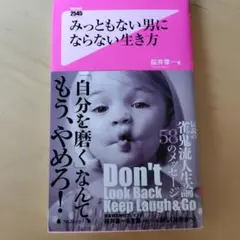 2545
みっともない男に
ならない生き方
桜井章一 著
自分を磨くなんて、
もう、やめろ！
雀鬼流人生論
58のメッセージ
Don't
Look Back
Keep Laugh&Go